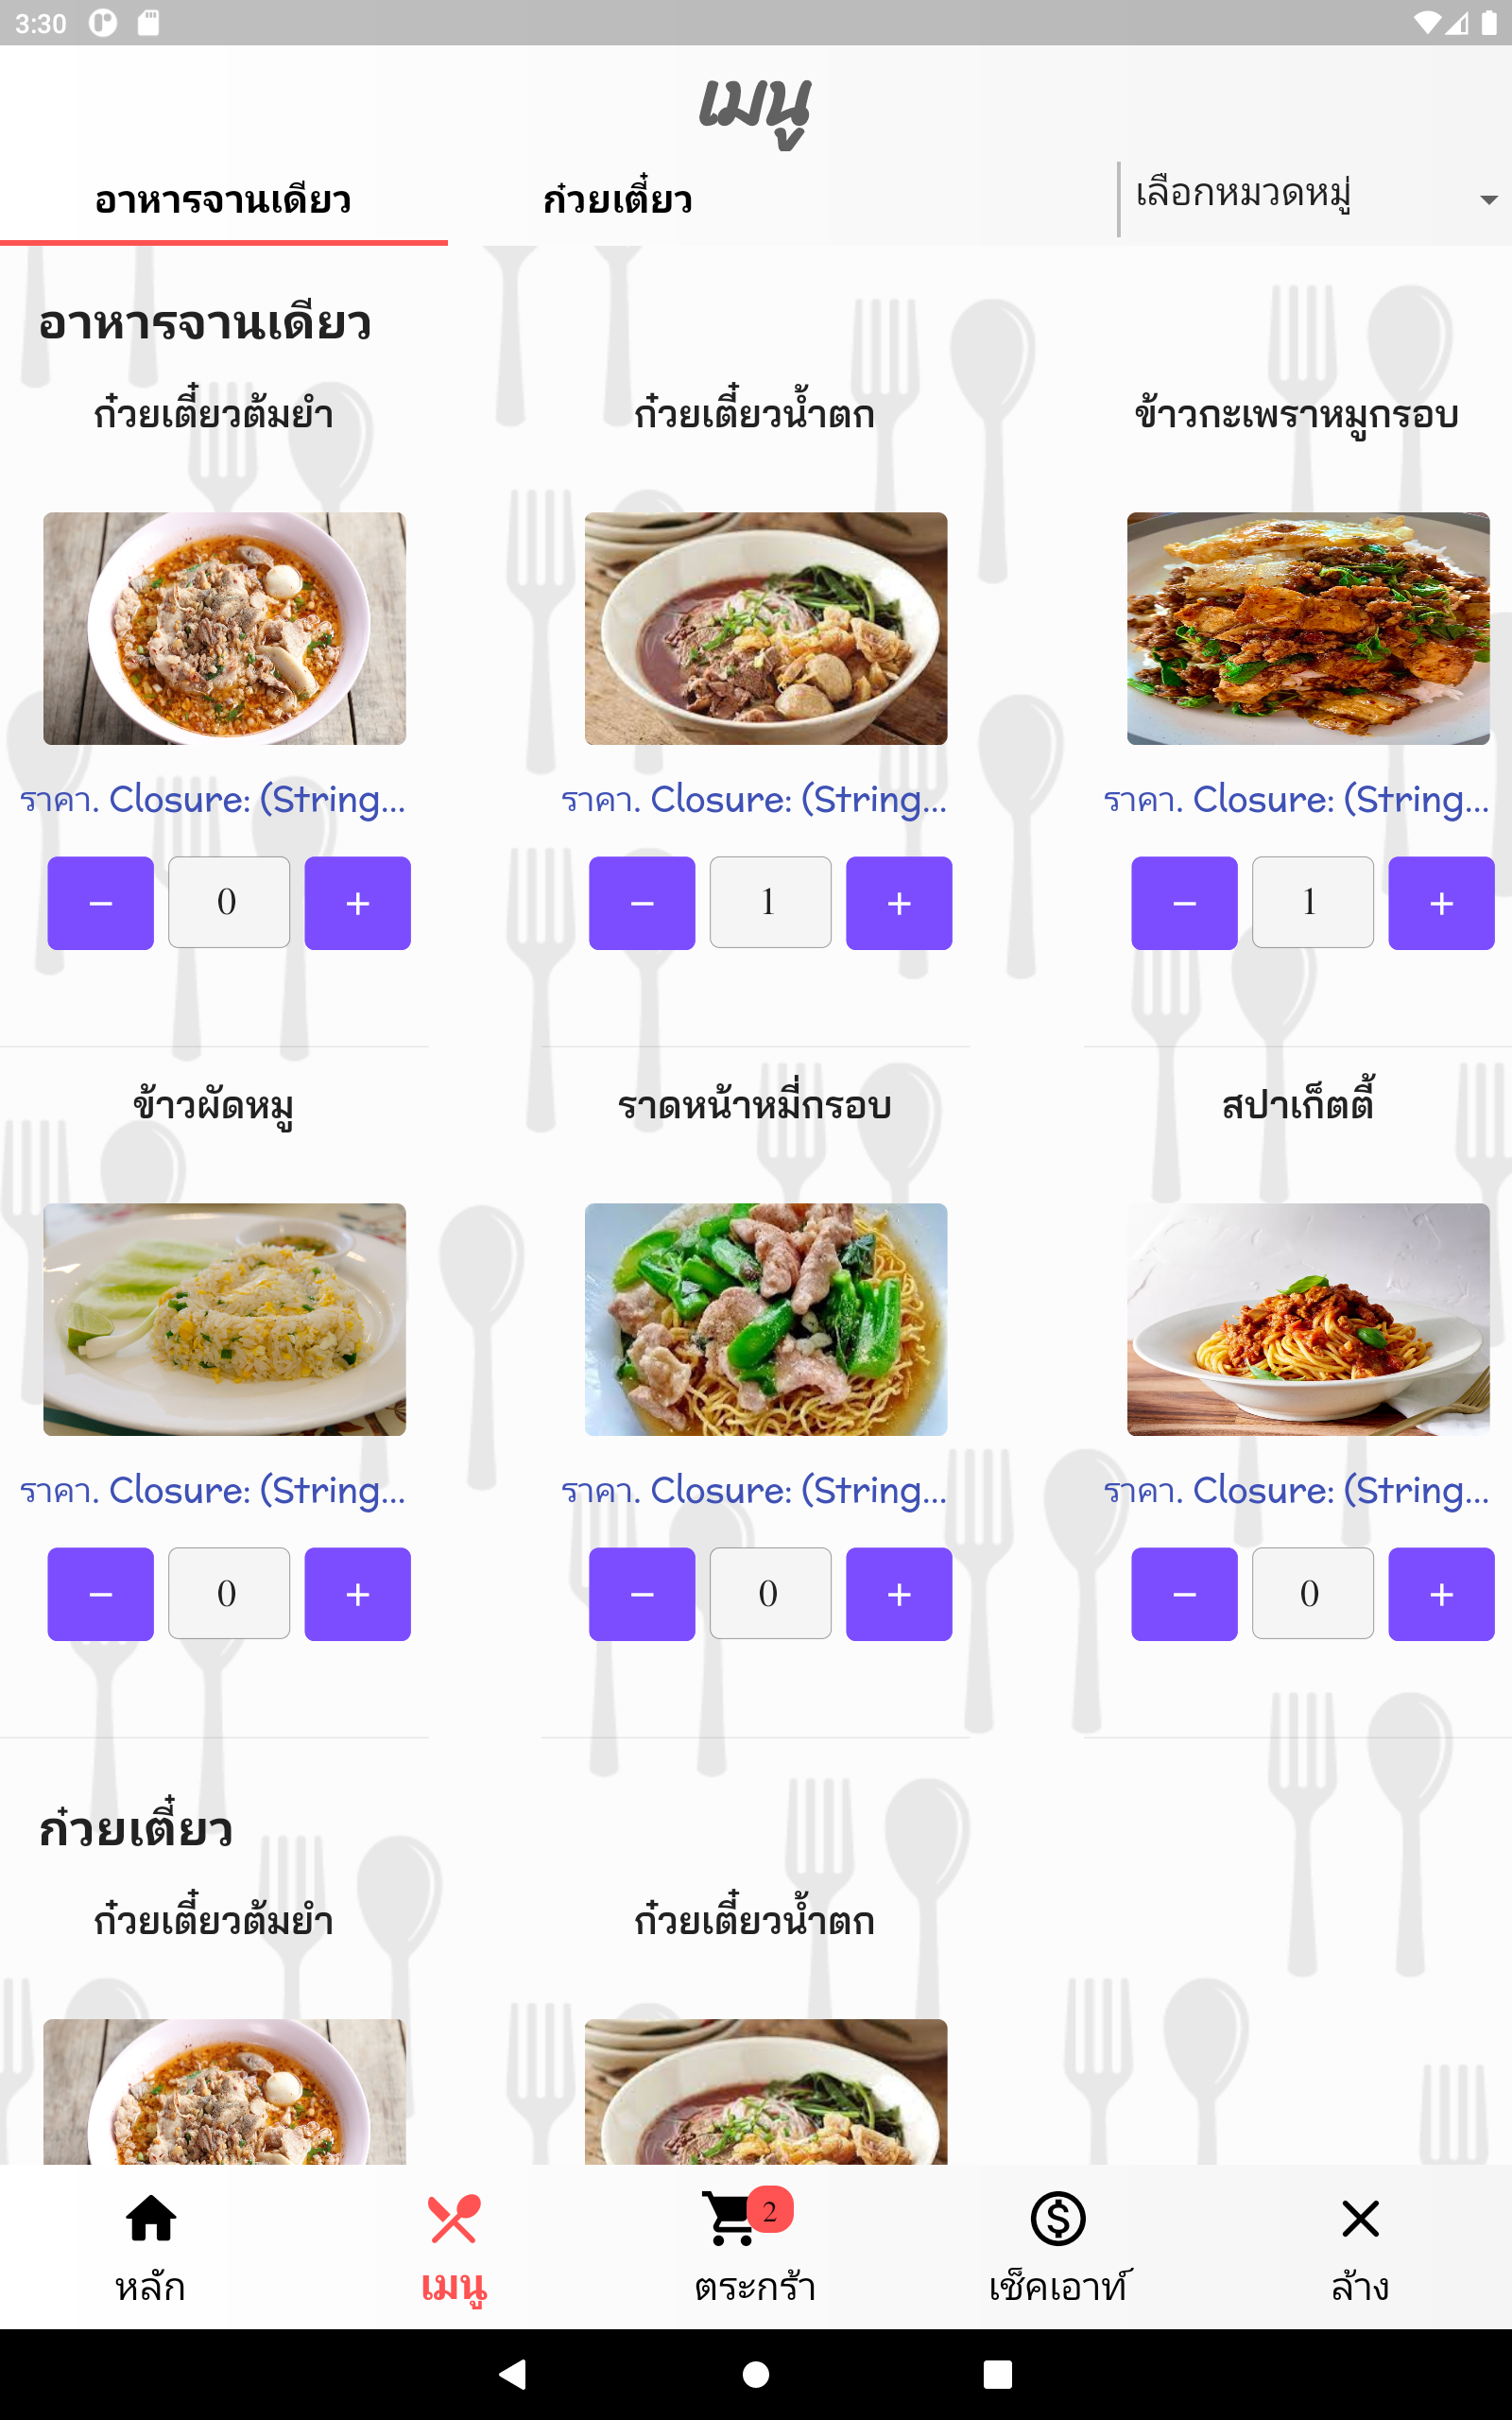 3:30
เมนู
อาหารจานเดียว ก๋วยเตี๋ยว เลือกหมวดหมู่
อาหารจานเดียว
ก๋วยเตี๋ยวต้มยำ ก๋วยเตี๋ยวน้ำตก ข้าวกะเพราหมูกรอบ
ราคา. Closure: (String... ราคา. Closure: (String... ราคา. Closure: (String...
− 0 + − 1 + − 1 +
ข้าวผัดหมู ราดหน้าหมี่กรอบ สปาเก็ตตี้
ราคา. Closure: (String... ราคา. Closure: (String... ราคา. Closure: (String...
− 0 + − 0 + − 0 +
ก๋วยเตี๋ยว
ก๋วยเตี๋ยวต้มยำ ก๋วยเตี๋ยวน้ำตก
2
หลัก เมนู ตระกร้า เช็คเอาท์ ล้าง